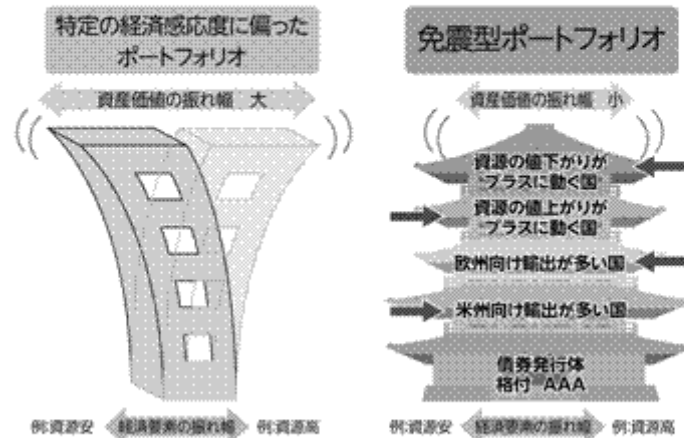 特定の経済感応度に偏った
ポートフォリオ
資産価値の振れ幅 大
例:資源安 経済要素の振れ幅 例:資源高
免震型ポートフォリオ
資産価値の振れ幅 小
資源の値下がりが
プラスに動く国
資源の値上がりが
プラスに動く国
欧州向け輸出が多い国
米州向け輸出が多い国
債券発行体
格付 AAA
例:資源安 経済要素の振れ幅 例:資源高